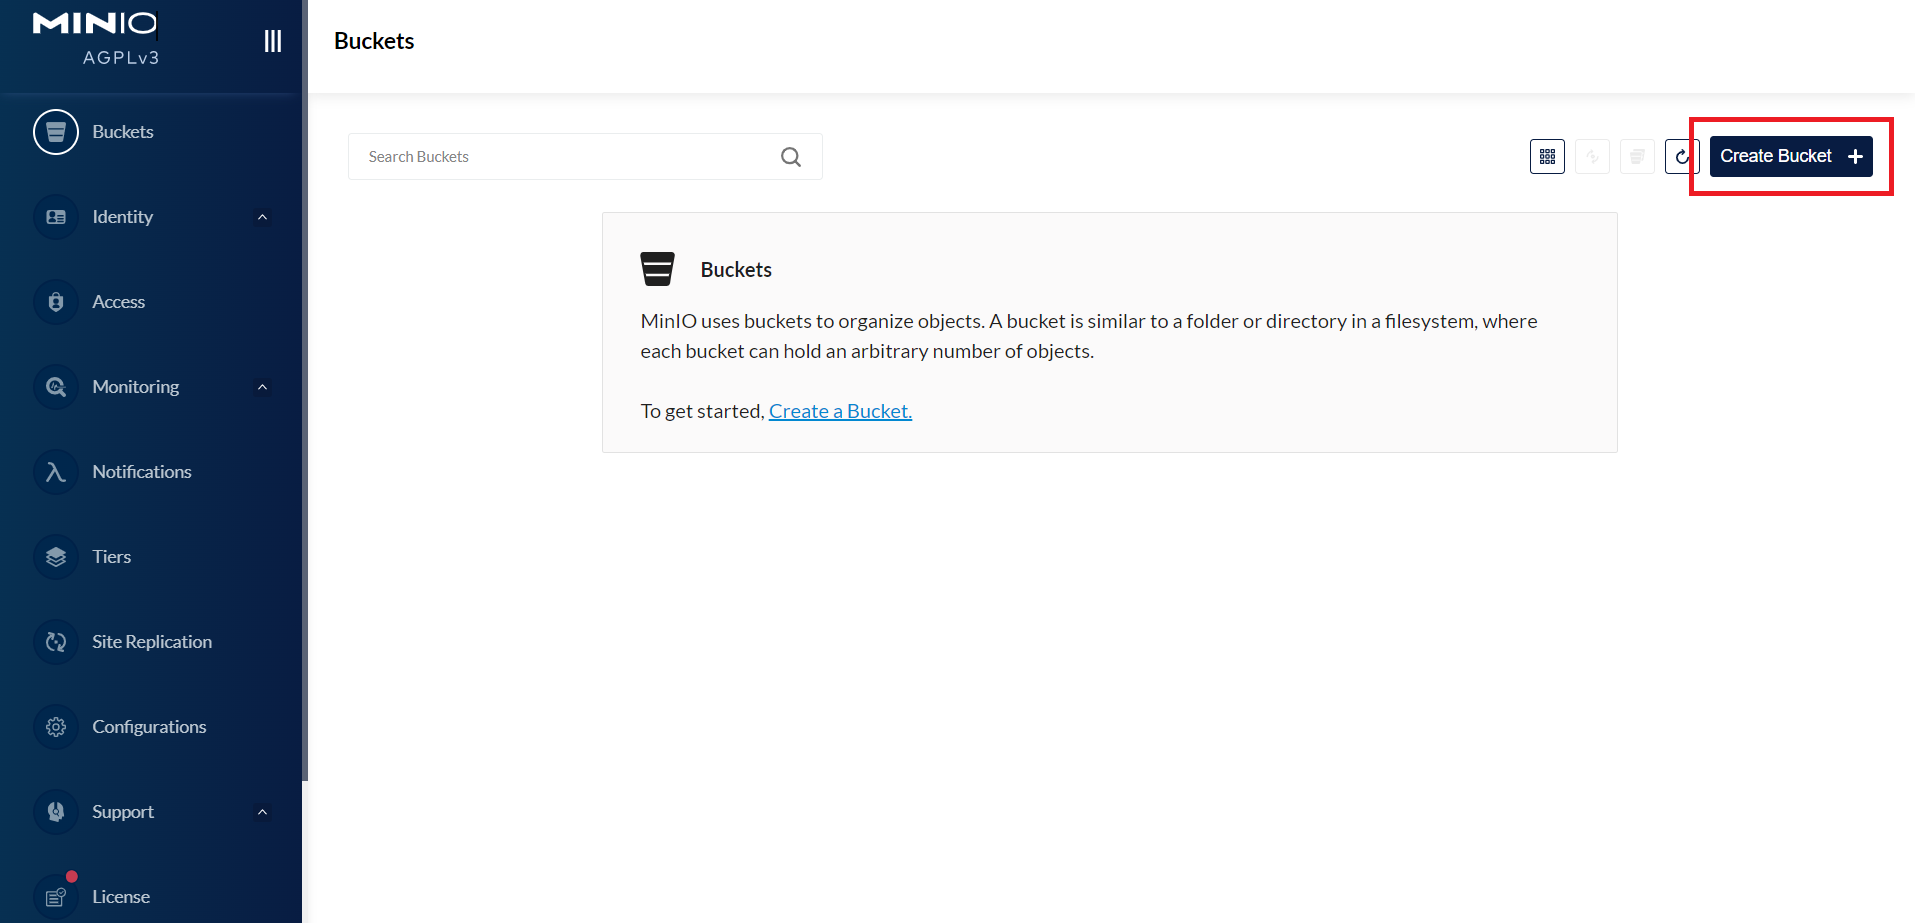 MINIO
AGPLv3
Buckets
Identity
Access
Monitoring
Notifications
Tiers
Site Replication
Configurations
Support
License
Buckets
Search Buckets
Create Bucket +
Buckets
MinIO uses buckets to organize objects. A bucket is similar to a folder or directory in a filesystem, where
each bucket can hold an arbitrary number of objects.
To get started, Create a Bucket.